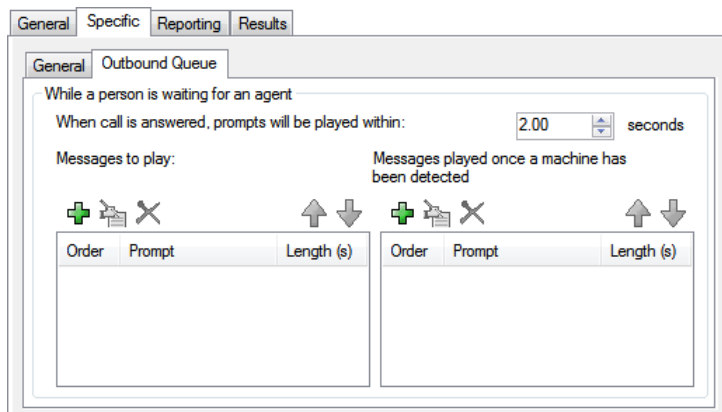 General Specific Reporting Results
General Outbound Queue
While a person is waiting for an agent
When call is answered, prompts will be played within: 2.00 seconds
Messages to play:
Messages played once a machine has
been detected
Order Prompt Length (s)
Order Prompt Length (s)